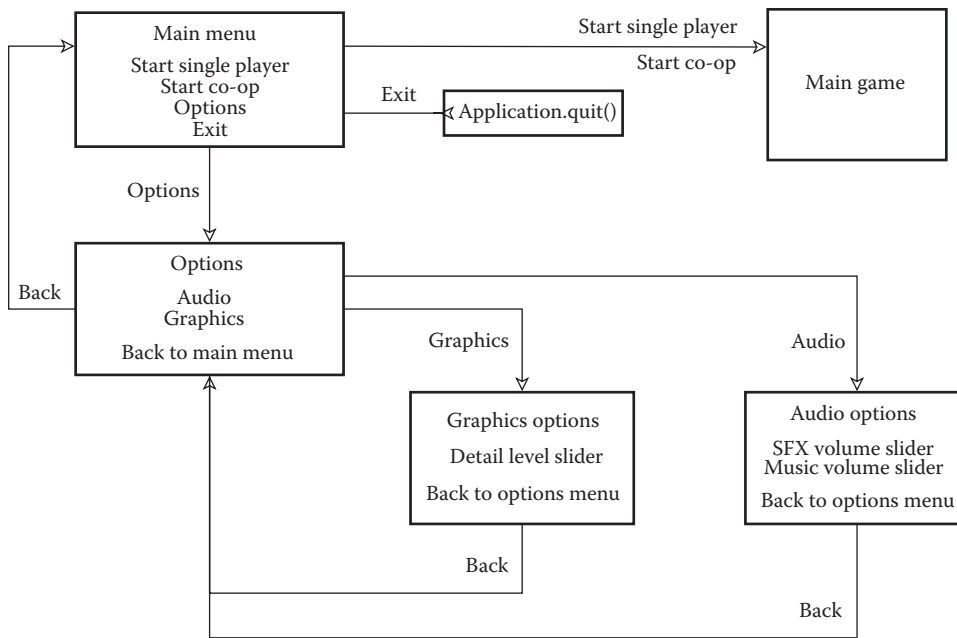 Main menu
Start single player
Start co-op
Options
Exit
Start single player
Start co-op
Main game
Exit
Application.quit()
Options
Options
Audio
Graphics
Back to main menu
Back
Graphics
Audio
Graphics options
Detail level slider
Back to options menu
Audio options
SFX volume slider
Music volume slider
Back to options menu
Back
Back